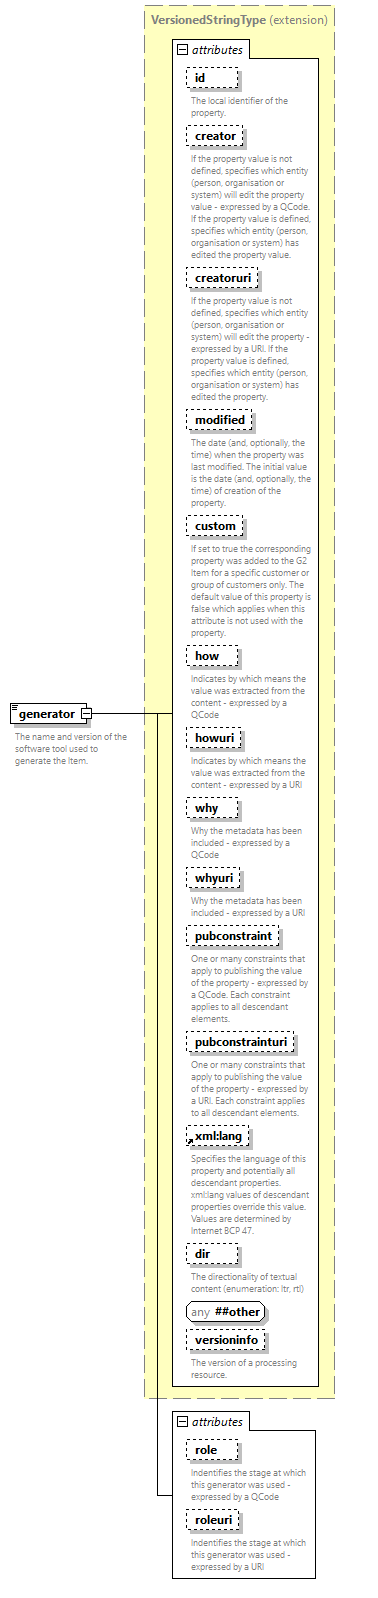 VersionedStringType (extension)
attributes
id
The local identifier of the
property.
creator
If the property value is not
defined, specifies which entity
(person, organisation or
system) will edit the property
value - expressed by a QCode.
If the property value is defined,
specifies which entity (person,
organisation or system) has
edited the property value.
creatoruri
If the property value is not
defined, specifies which entity
(person, organisation or
system) will edit the property -
expressed by a URI. If the
property value is defined,
specifies which entity (person,
organisation or system) has
edited the property.
modified
The date (and, optionally, the
time) when the property was
last modified. The initial value
is the date (and, optionally, the
time) of creation of the
property.
custom
If set to true the corresponding
property was added to the G2
Item for a specific customer or
group of customers only. The
default value of this property is
false which applies when this
attribute is not used with the
property.
how
Indicates by which means the
value was extracted from the
content - expressed by a
QCode
generator
The name and version of the
software tool used to
generate the Item.
howuri
Indicates by which means the
value was extracted from the
content - expressed by a URI
why
Why the metadata has been
included - expressed by a
QCode
whyuri
Why the metadata has been
included - expressed by a URI
pubconstraint
One or many constraints that
apply to publishing the value
of the property - expressed by
a QCode. Each constraint
applies to all descendant
elements.
pubconstrainturi
One or many constraints that
apply to publishing the value
of the property - expressed by
a URI. Each constraint applies
to all descendant elements.
xml:lang
Specifies the language of this
property and potentially all
descendant properties.
xml:lang values of descendant
properties override this value.
Values are determined by
Internet BCP 47.
dir
The directionality of textual
content (enumeration: ltr, rtl)
any ##other
versioninfo
The version of a processing
resource.
attributes
role
Indentifies the stage at which
this generator was used -
expressed by a QCode
roleuri
Indentifies the stage at which
this generator was used -
expressed by a URI